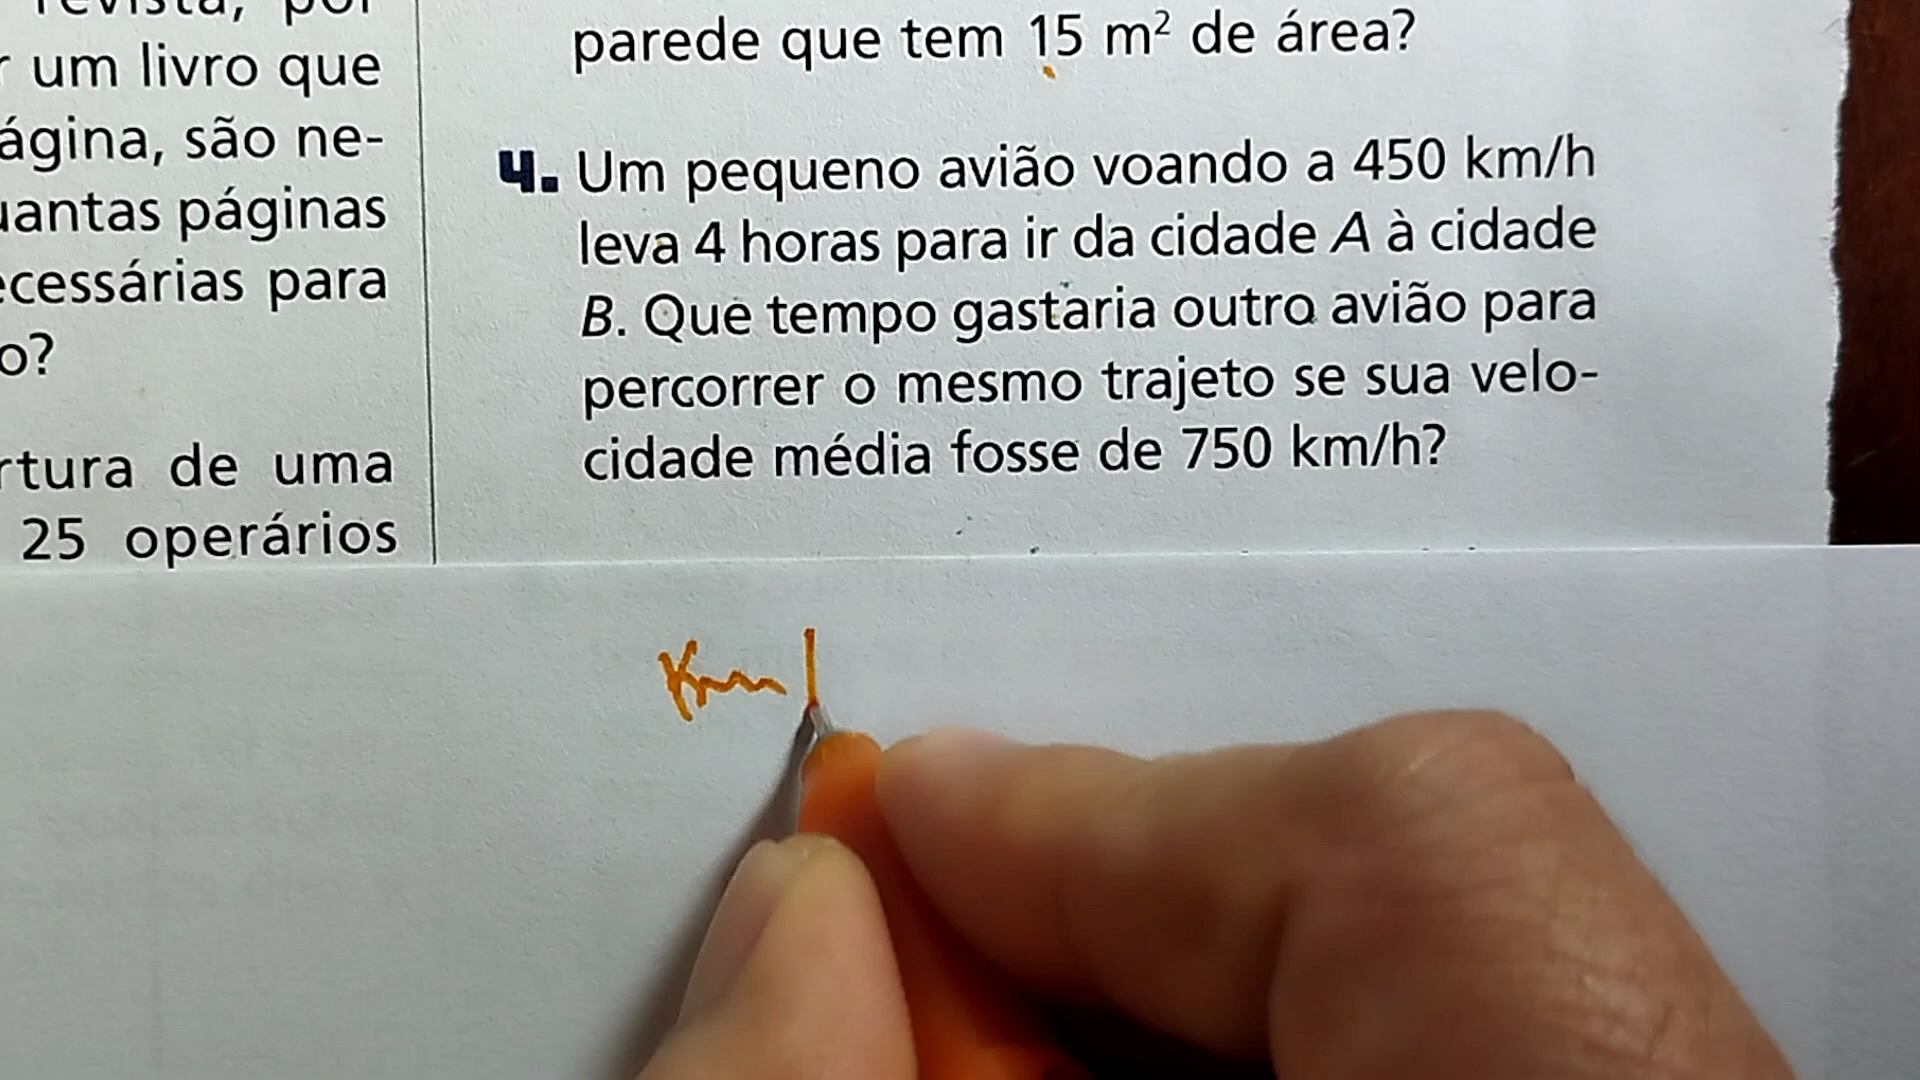 revista, por
um livro que
ágina, são ne-
uantas páginas
ecessárias para
o?
rtura de uma
25 operários
parede que tem 15 m² de área?
4. Um pequeno avião voando a 450 km/h
leva 4 horas para ir da cidade A à cidade
B. Que tempo gastaria outro avião para
percorrer o mesmo trajeto se sua velo-
cidade média fosse de 750 km/h?
Km